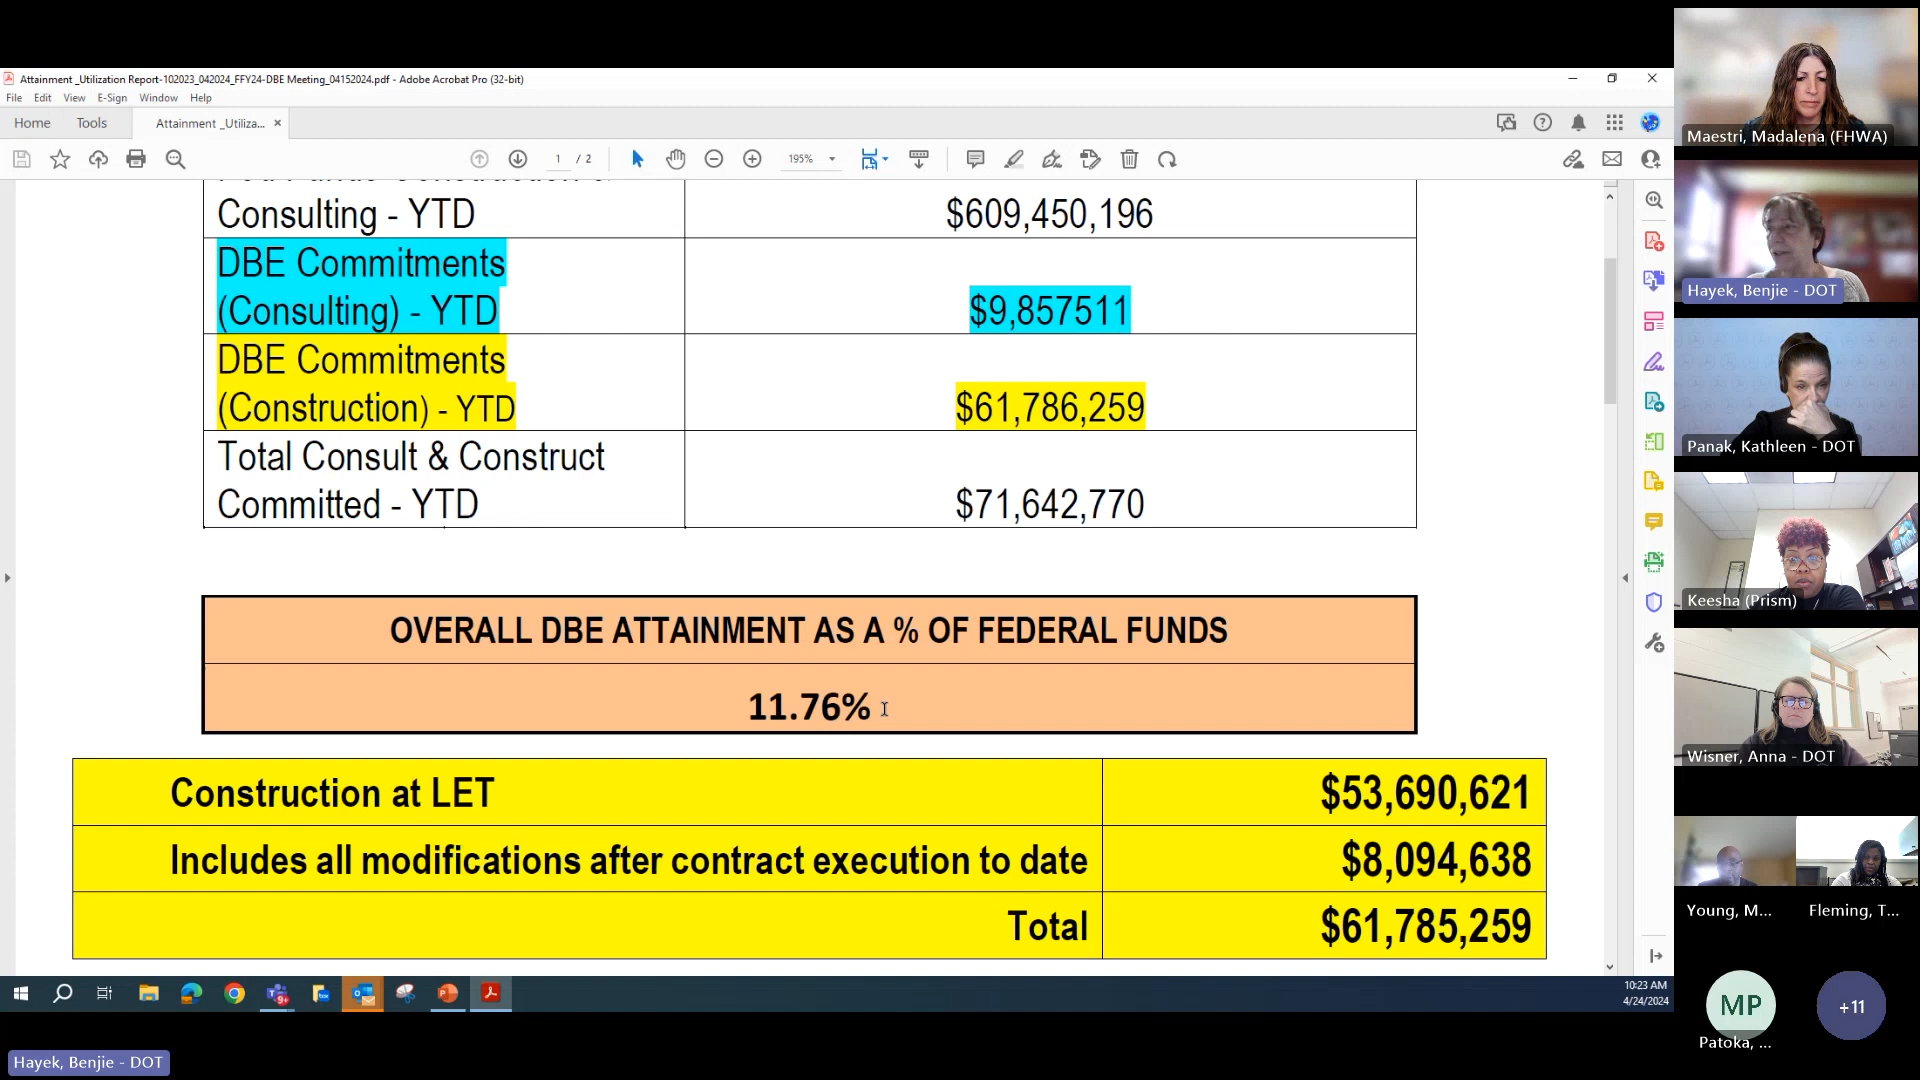 Attainment _Utilization Report-102023_042024_FFY24-DBE Meeting_04152024.pdf - Adobe Acrobat Pro (32-bit)
File Edit View E-Sign Window Help
Home Tools Attainment _Utiliza... ×
1 / 2 195%
Consulting - YTD $609,450,196
DBE Commitments
(Consulting) - YTD $9,857511
DBE Commitments
(Construction) - YTD $61,786,259
Total Consult & Construct
Committed - YTD $71,642,770
OVERALL DBE ATTAINMENT AS A % OF FEDERAL FUNDS
11.76%
Construction at LET $53,690,621
Includes all modifications after contract execution to date $8,094,638
Total $61,785,259
10:23 AM
4/24/2024
Hayek, Benjie - DOT
Maestri, Madalena (FHWA)
Hayek, Benjie - DOT
Panak, Kathleen - DOT
Keesha (Prism)
Wisner, Anna - DOT
Young, M... Fleming, T...
MP +11
Patoka, ...